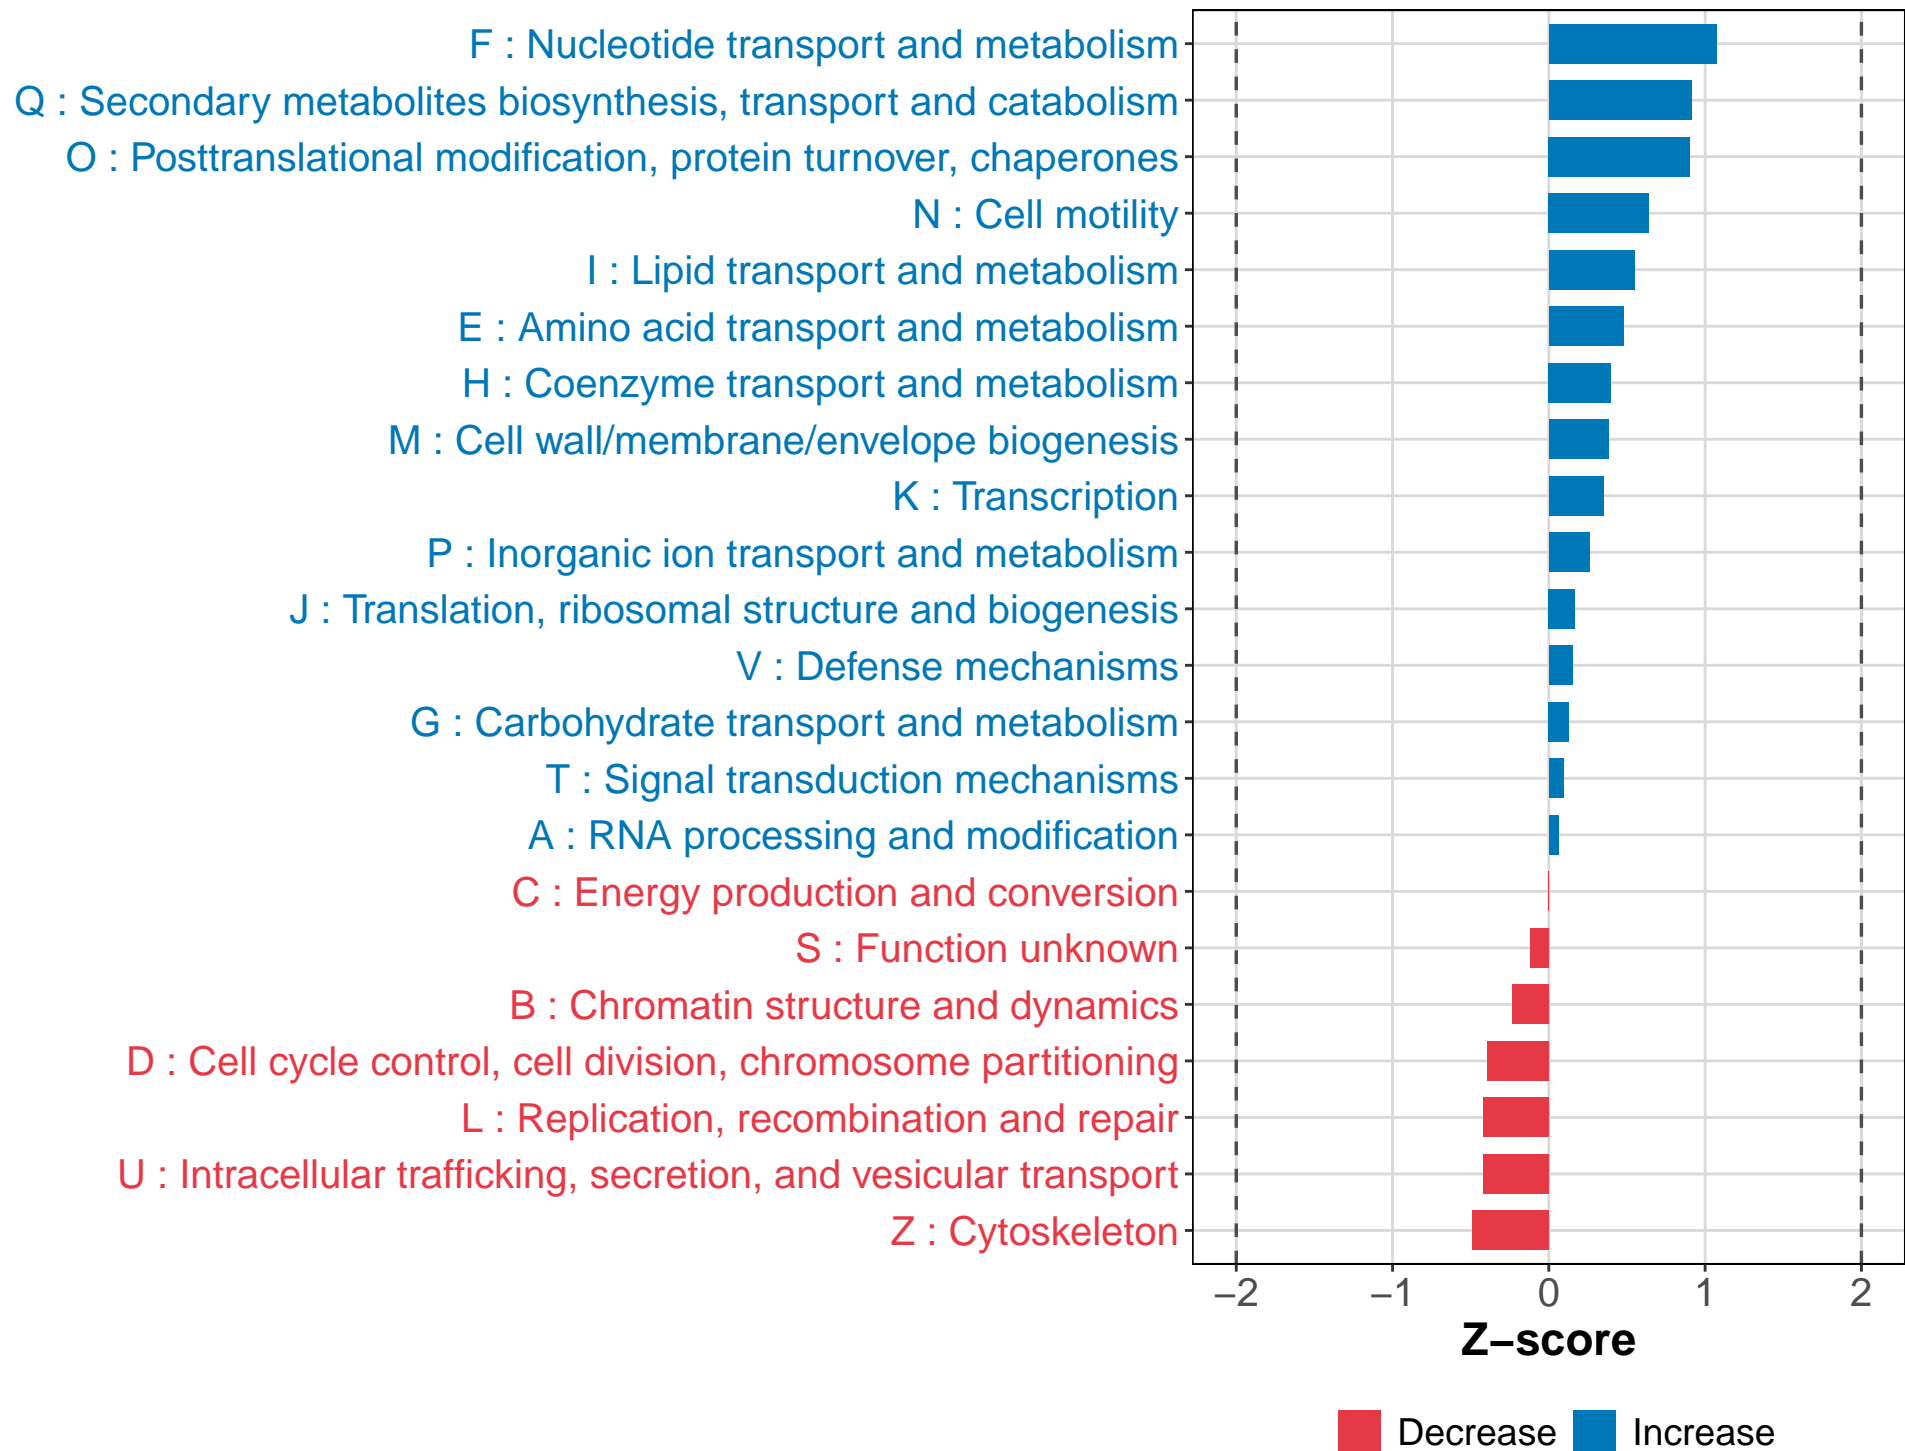 F : Nucleotide transport and metabolism
Q : Secondary metabolites biosynthesis, transport and catabolism
O : Posttranslational modification, protein turnover, chaperones
N : Cell motility
I : Lipid transport and metabolism
E : Amino acid transport and metabolism
H : Coenzyme transport and metabolism
M : Cell wall/membrane/envelope biogenesis
K : Transcription
P : Inorganic ion transport and metabolism
J : Translation, ribosomal structure and biogenesis
V : Defense mechanisms
G : Carbohydrate transport and metabolism
T : Signal transduction mechanisms
A : RNA processing and modification
C : Energy production and conversion
S : Function unknown
B : Chromatin structure and dynamics
D : Cell cycle control, cell division, chromosome partitioning
L : Replication, recombination and repair
U : Intracellular trafficking, secretion, and vesicular transport
Z : Cytoskeleton
−2 −1 0 1 2
Z−score
Decrease Increase